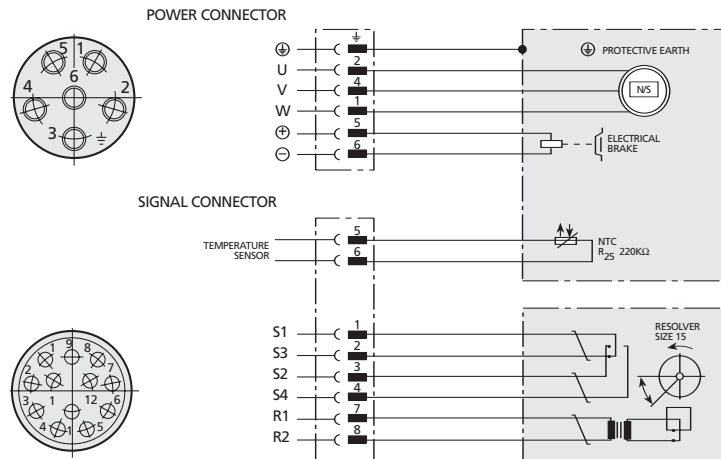 POWER CONNECTOR
5 1
6
4 2
3
U
V
W
2
4
1
5
6
PROTECTIVE EARTH
N/S
ELECTRICAL
BRAKE
SIGNAL CONNECTOR
TEMPERATURE
SENSOR
5
6
NTC
R25 220KΩ
1 9 8
2 7
3 1 12 6
4 1 5
S1
S3
S2
S4
R1
R2
1
2
3
4
7
8
RESOLVER
SIZE 15